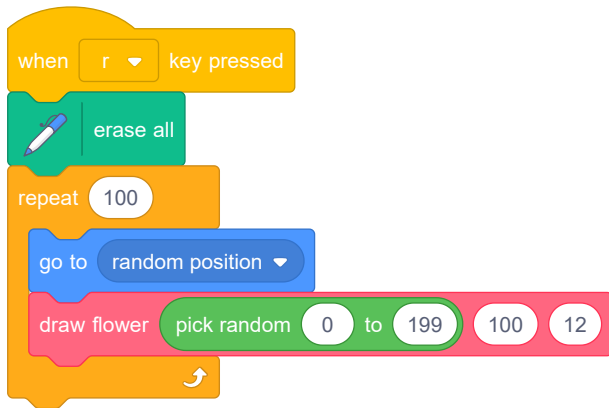 when r key pressed
erase all
repeat 100
go to random position
draw flower pick random 0 to 199 100 12